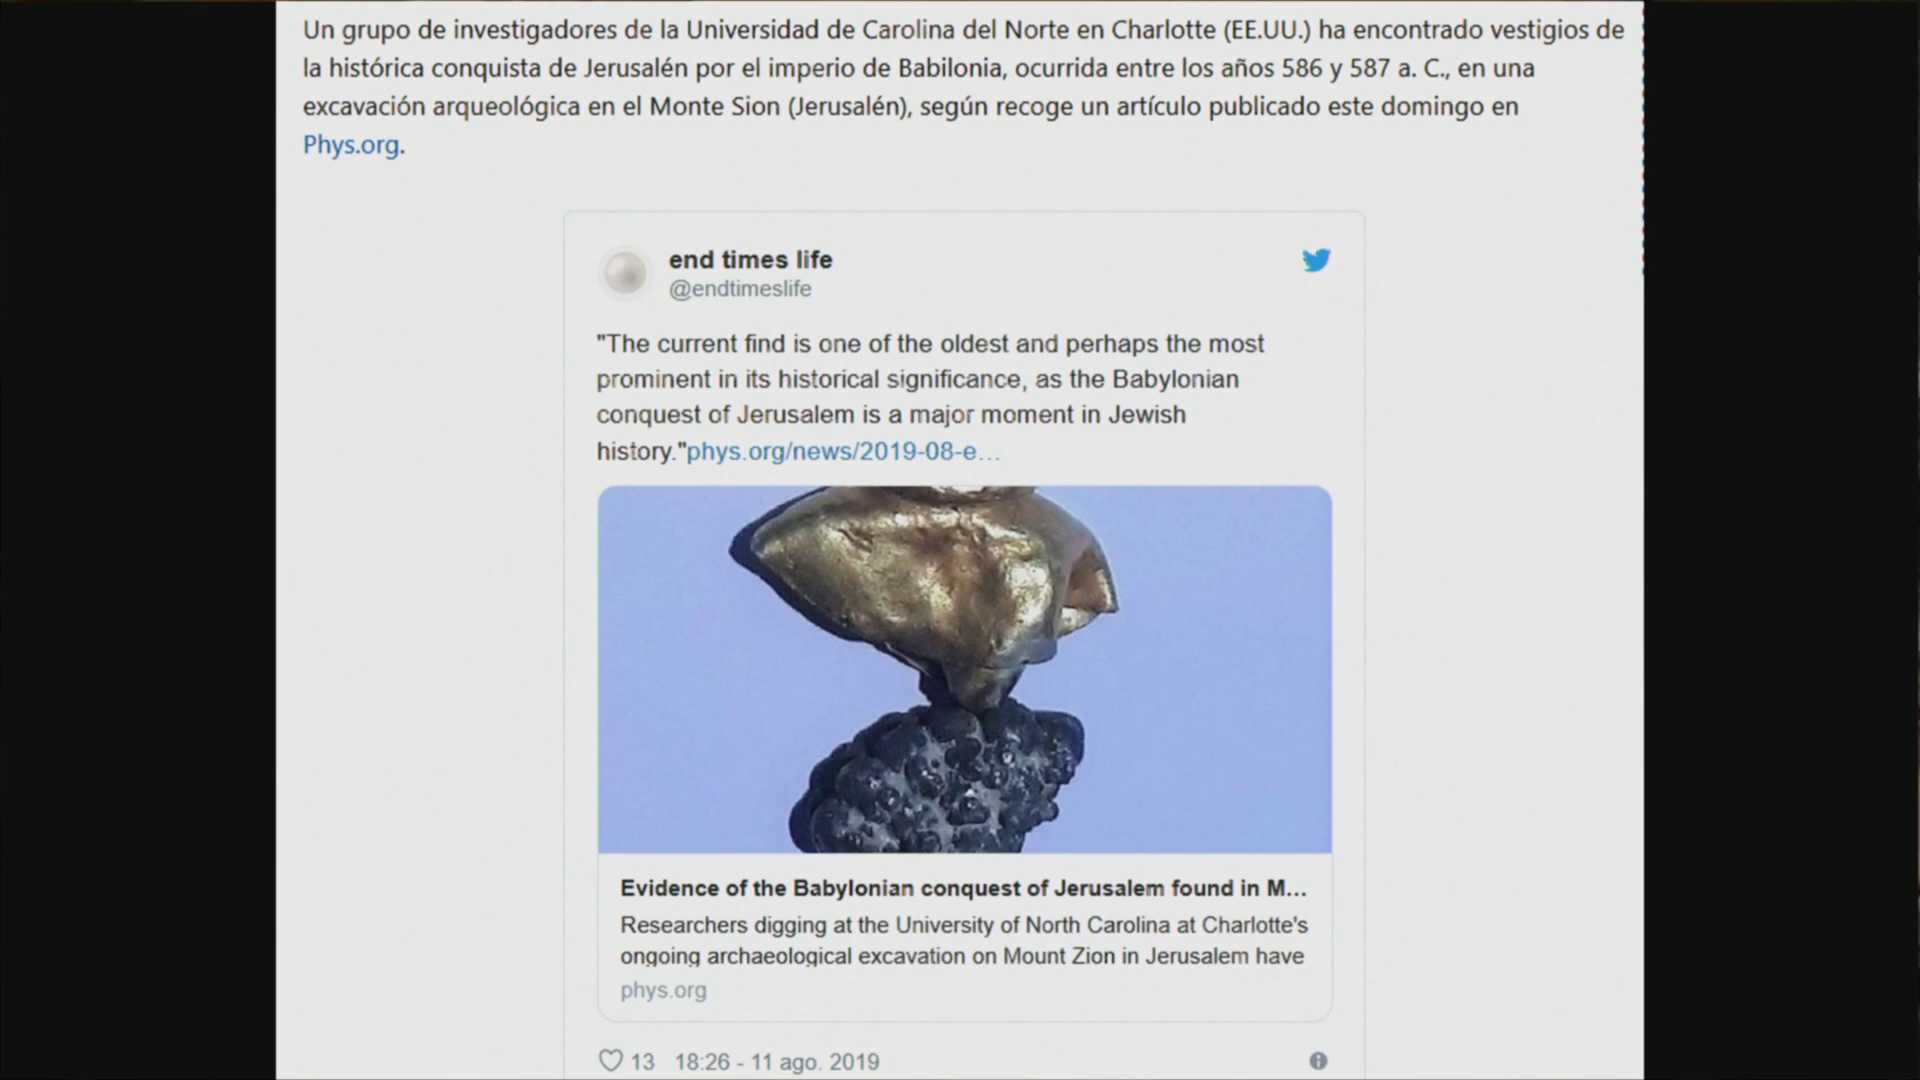 Un grupo de investigadores de la Universidad de Carolina del Norte en Charlotte (EE.UU.) ha encontrado vestigios de
la histórica conquista de Jerusalén por el imperio de Babilonia, ocurrida entre los años 586 y 587 a. C., en una
excavación arqueológica en el Monte Sion (Jerusalén), según recoge un artículo publicado este domingo en
Phys.org.
end times life
@endtimeslife
"The current find is one of the oldest and perhaps the most
prominent in its historical significance, as the Babylonian
conquest of Jerusalem is a major moment in Jewish
history."phys.org/news/2019-08-e…
Evidence of the Babylonian conquest of Jerusalem found in M…
Researchers digging at the University of North Carolina at Charlotte's
ongoing archaeological excavation on Mount Zion in Jerusalem have
phys.org
13 18:26 - 11 ago. 2019